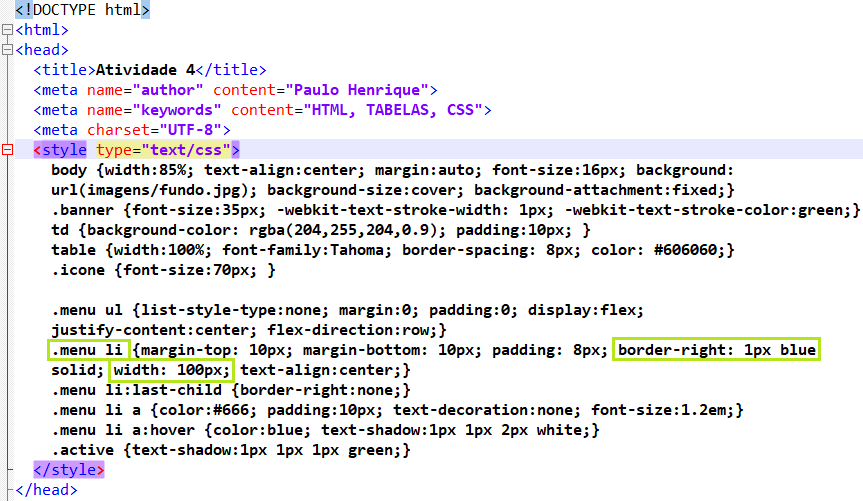 <!DOCTYPE html>
<html>
<head>
<title>Atividade 4</title>
<meta name="author" content="Paulo Henrique">
<meta name="keywords" content="HTML, TABELAS, CSS">
<meta charset="UTF-8">
<style type="text/css">
body {width:85%; text-align:center; margin:auto; font-size:16px; background:
url(imagens/fundo.jpg); background-size:cover; background-attachment:fixed;}
.banner {font-size:35px; -webkit-text-stroke-width: 1px; -webkit-text-stroke-color:green;}
td {background-color: rgba(204,255,204,0.9); padding:10px; }
table {width:100%; font-family:Tahoma; border-spacing: 8px; color: #606060;}
.icone {font-size:70px; }
.menu ul {list-style-type:none; margin:0; padding:0; display:flex;
justify-content:center; flex-direction:row;}
.menu li {margin-top: 10px; margin-bottom: 10px; padding: 8px; border-right: 1px blue
solid; width: 100px; text-align:center;}
.menu li:last-child {border-right:none;}
.menu li a {color:#666; padding:10px; text-decoration:none; font-size:1.2em;}
.menu li a:hover {color:blue; text-shadow:1px 1px 2px white;}
.active {text-shadow:1px 1px 1px green;}
</style>
</head>